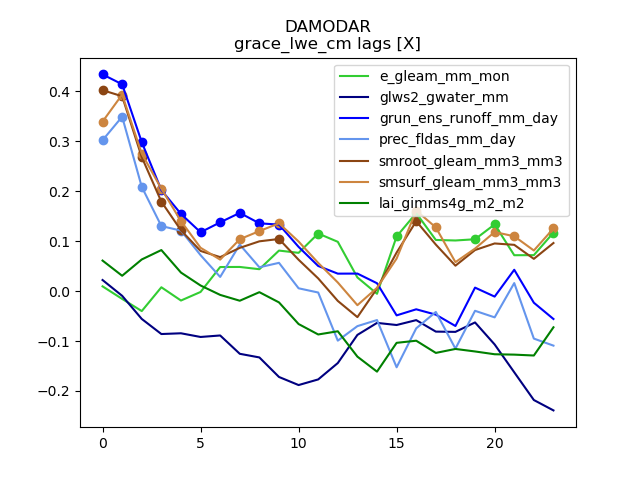 DAMODAR
grace_lwe_cm lags [X]
e_gleam_mm_mon
glws2_gwater_mm
grun_ens_runoff_mm_day
prec_fldas_mm_day
smroot_gleam_mm3_mm3
smsurf_gleam_mm3_mm3
lai_gimms4g_m2_m2
0.4
0.3
0.2
0.1
0.0
−0.1
−0.2
0 5 10 15 20